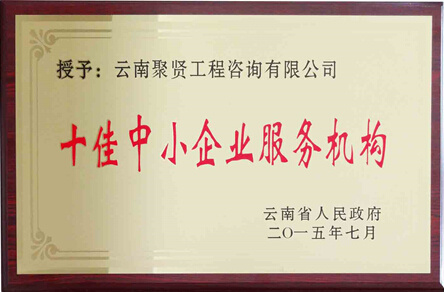 授予：云南聚贤工程咨询有限公司
十佳中小企业服务机构
云南省人民政府
二〇一五年七月